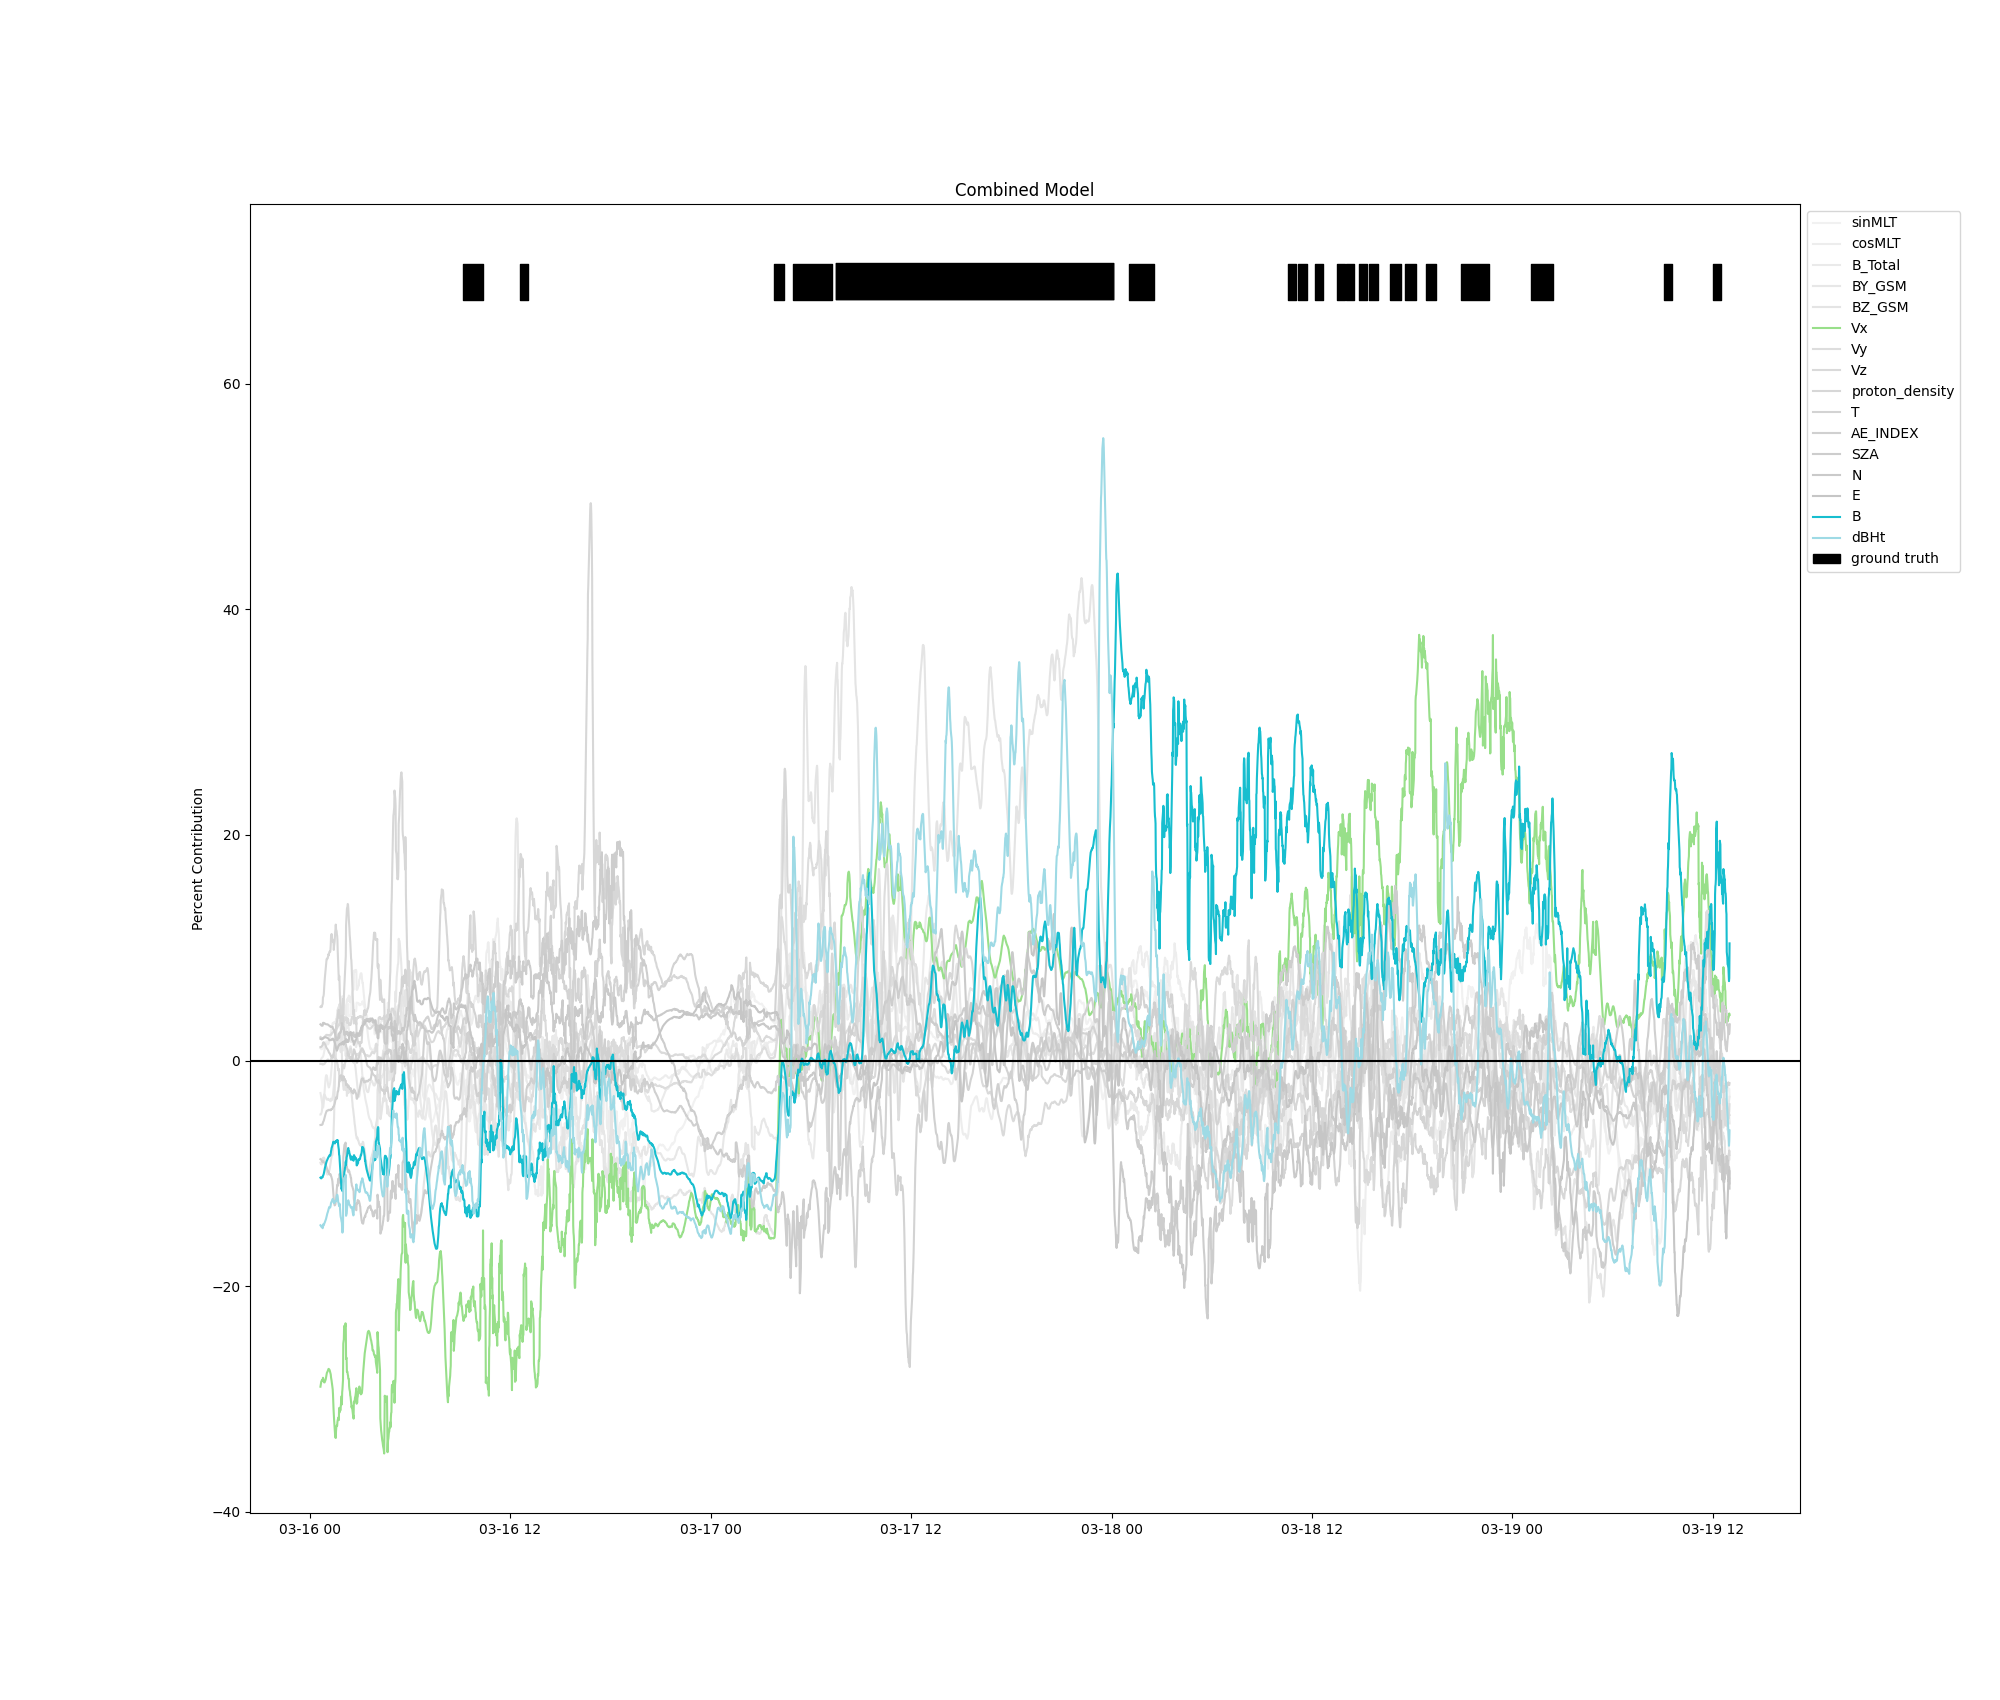 Combined Model
sinMLT
cosMLT
B_Total
BY_GSM
BZ_GSM
Vx
Vy
Vz
proton_density
T
AE_INDEX
SZA
N
E
B
dBHt
ground truth
Percent Contribution
60
40
20
0
−20
−40
03-16 00 03-16 12 03-17 00 03-17 12 03-18 00 03-18 12 03-19 00 03-19 12